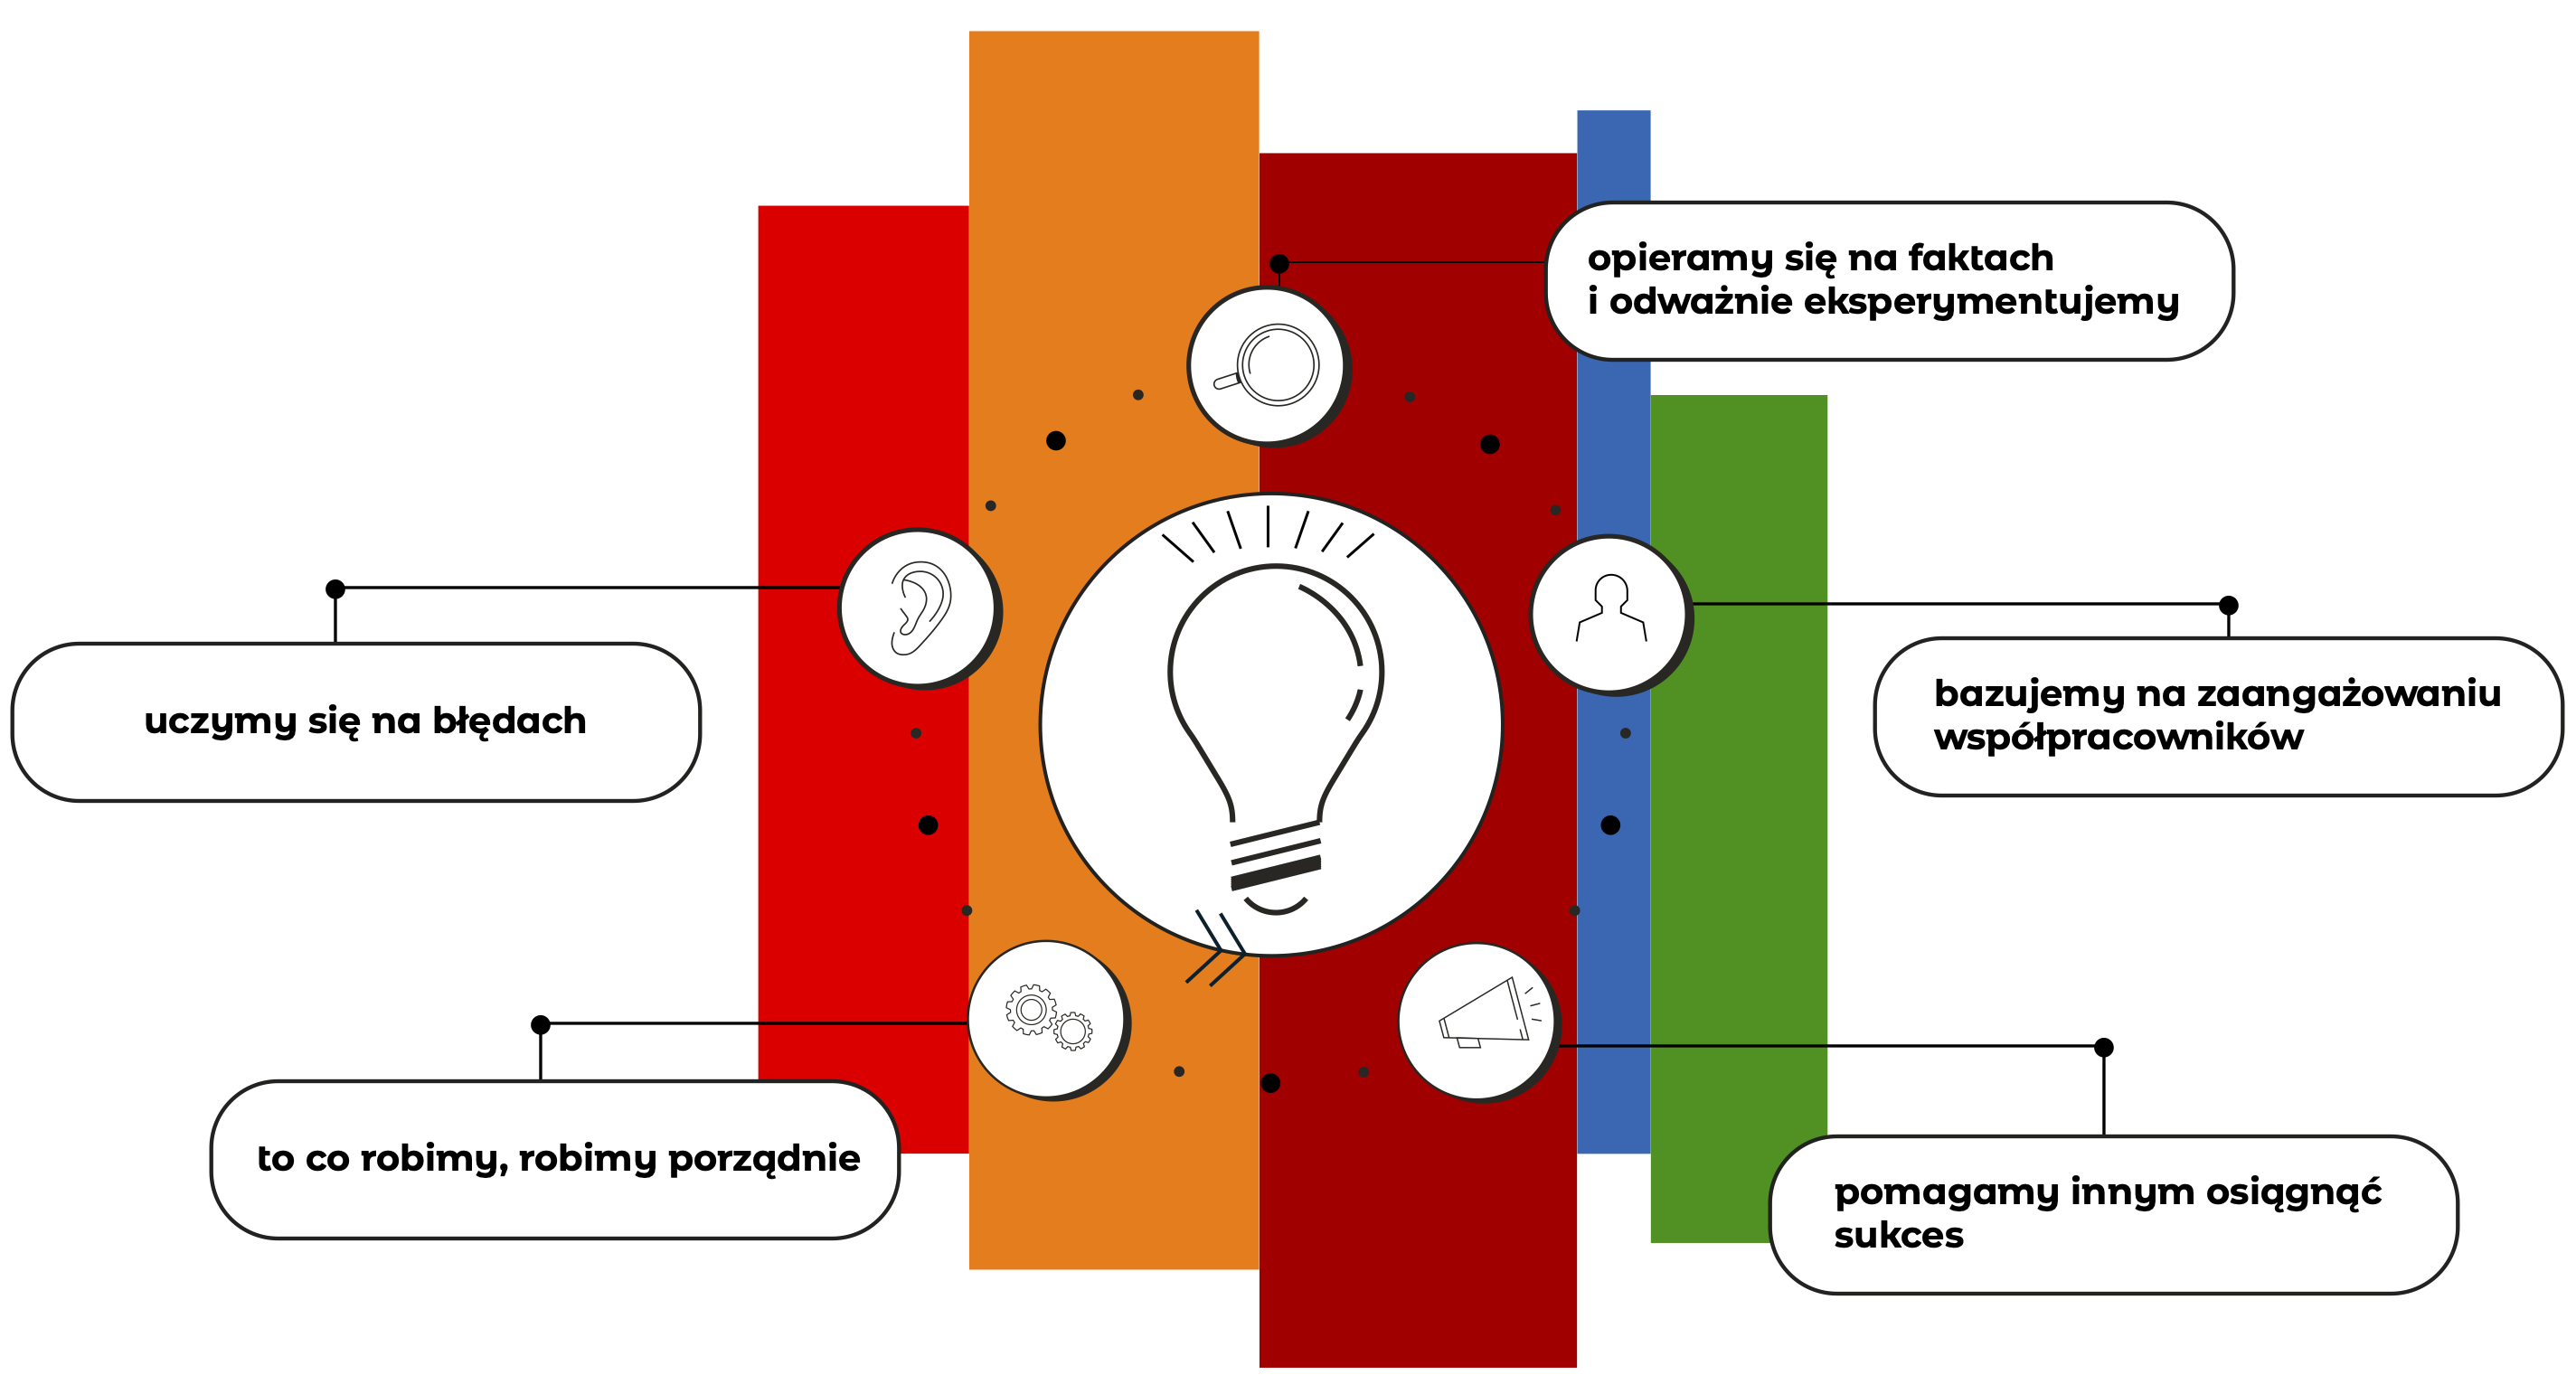 opieramy się na faktach
i odważnie eksperymentujemy
uczymy się na błędach
bazujemy na zaangażowaniu
współpracowników
to co robimy, robimy porządnie
pomagamy innym osiągnąć
sukces